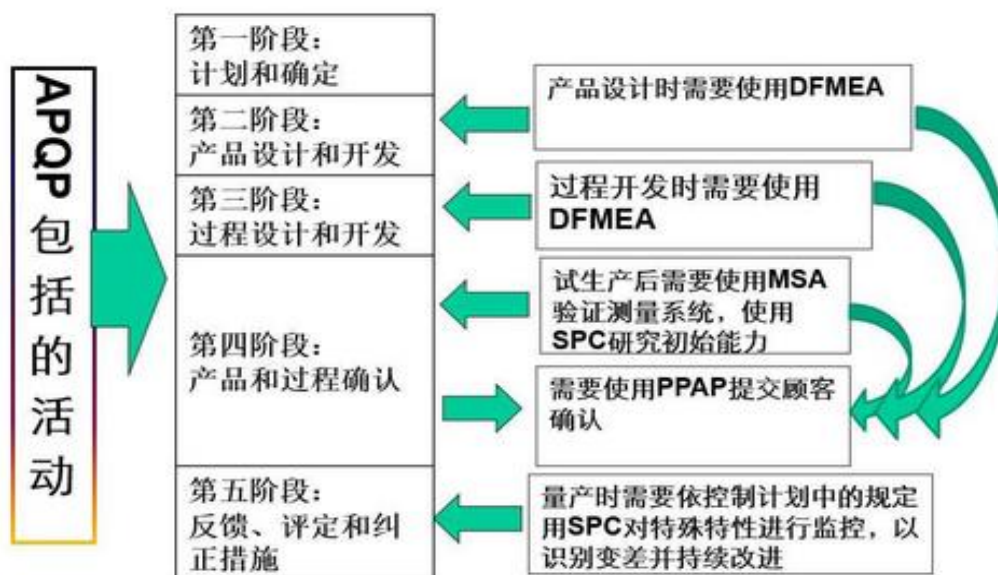 APQP包括的活动
第一阶段：
计划和确定
第二阶段：
产品设计和开发
第三阶段：
过程设计和开发
第四阶段：
产品和过程确认
第五阶段：
反馈、评定和纠
正措施
产品设计时需要使用DFMEA
过程开发时需要使用
DFMEA
试生产后需要使用MSA
验证测量系统，使用
SPC研究初始能力
需要使用PPAP提交顾客
确认
量产时需要依控制计划中的规定
用SPC对特殊特性进行监控，以
识别变差并持续改进